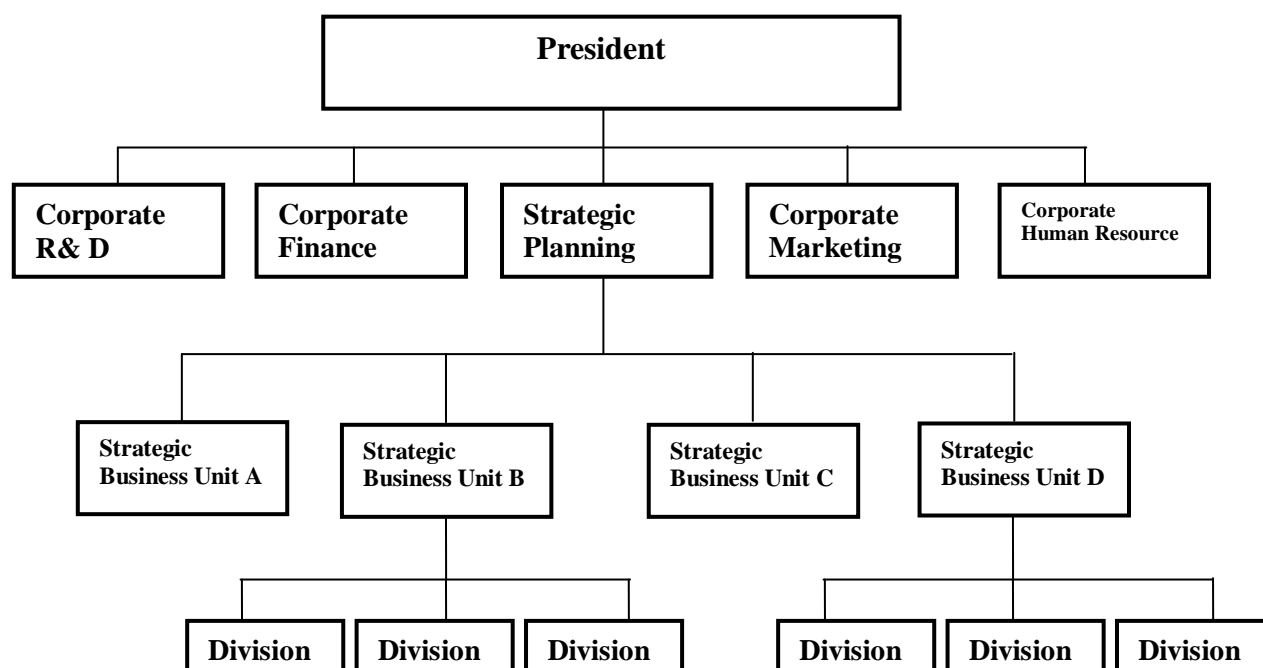 President
Corporate
R& D
Corporate
Finance
Strategic
Planning
Corporate
Marketing
Corporate
Human Resource
Strategic
Business Unit A
Strategic
Business Unit B
Strategic
Business Unit C
Strategic
Business Unit D
Division
Division
Division
Division
Division
Division